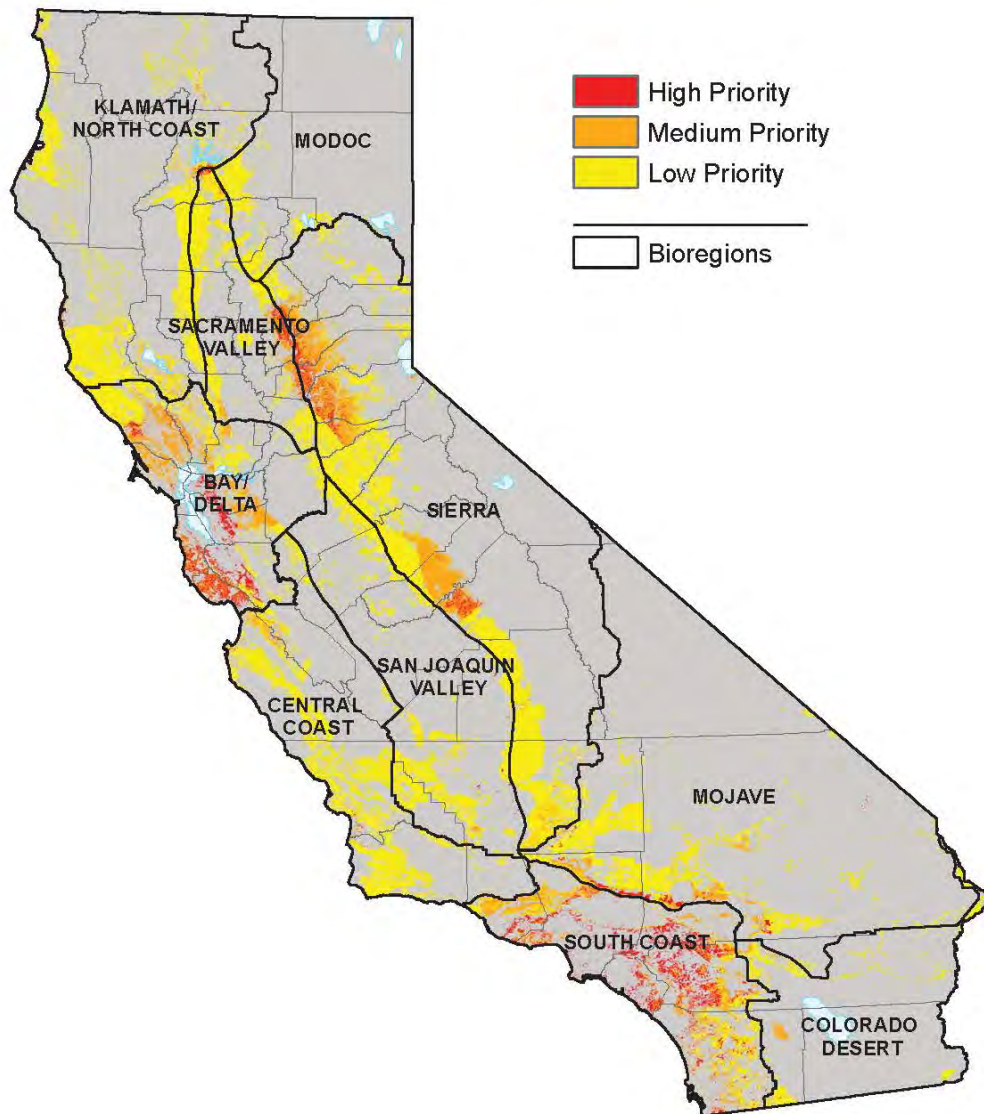 High Priority
Medium Priority
Low Priority
Bioregions
KLAMATH/
NORTH COAST
MODOC
SACRAMENTO
VALLEY
BAY/
DELTA
SIERRA
SAN JOAQUIN
VALLEY
CENTRAL
COAST
MOJAVE
SOUTH COAST
COLORADO
DESERT